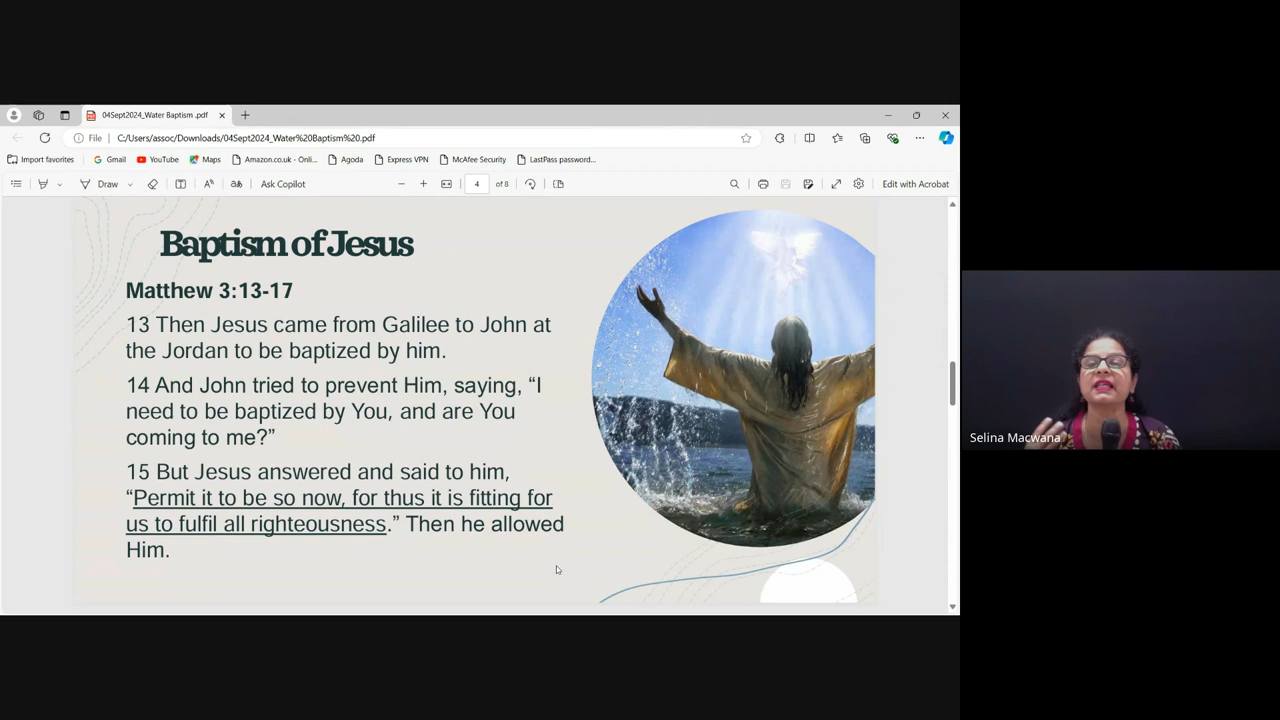 04Sept2024_Water Baptism .pdf
File
C:/Users/assoc/Downloads/04Sept2024_Water%20Baptism%20.pdf
Import favorites
Gmail
YouTube
Maps
Amazon.co.uk - Onli...
Agoda
Express VPN
McAfee Security
LastPass password...
Draw
Ask Copilot
4 of 8
Edit with Acrobat
Baptism of Jesus
Matthew 3:13-17
13 Then Jesus came from Galilee to John at
the Jordan to be baptized by him.
14 And John tried to prevent Him, saying, “I
need to be baptized by You, and are You
coming to me?”
15 But Jesus answered and said to him,
“Permit it to be so now, for thus it is fitting for
us to fulfil all righteousness.” Then he allowed
Him.
Selina Macwana